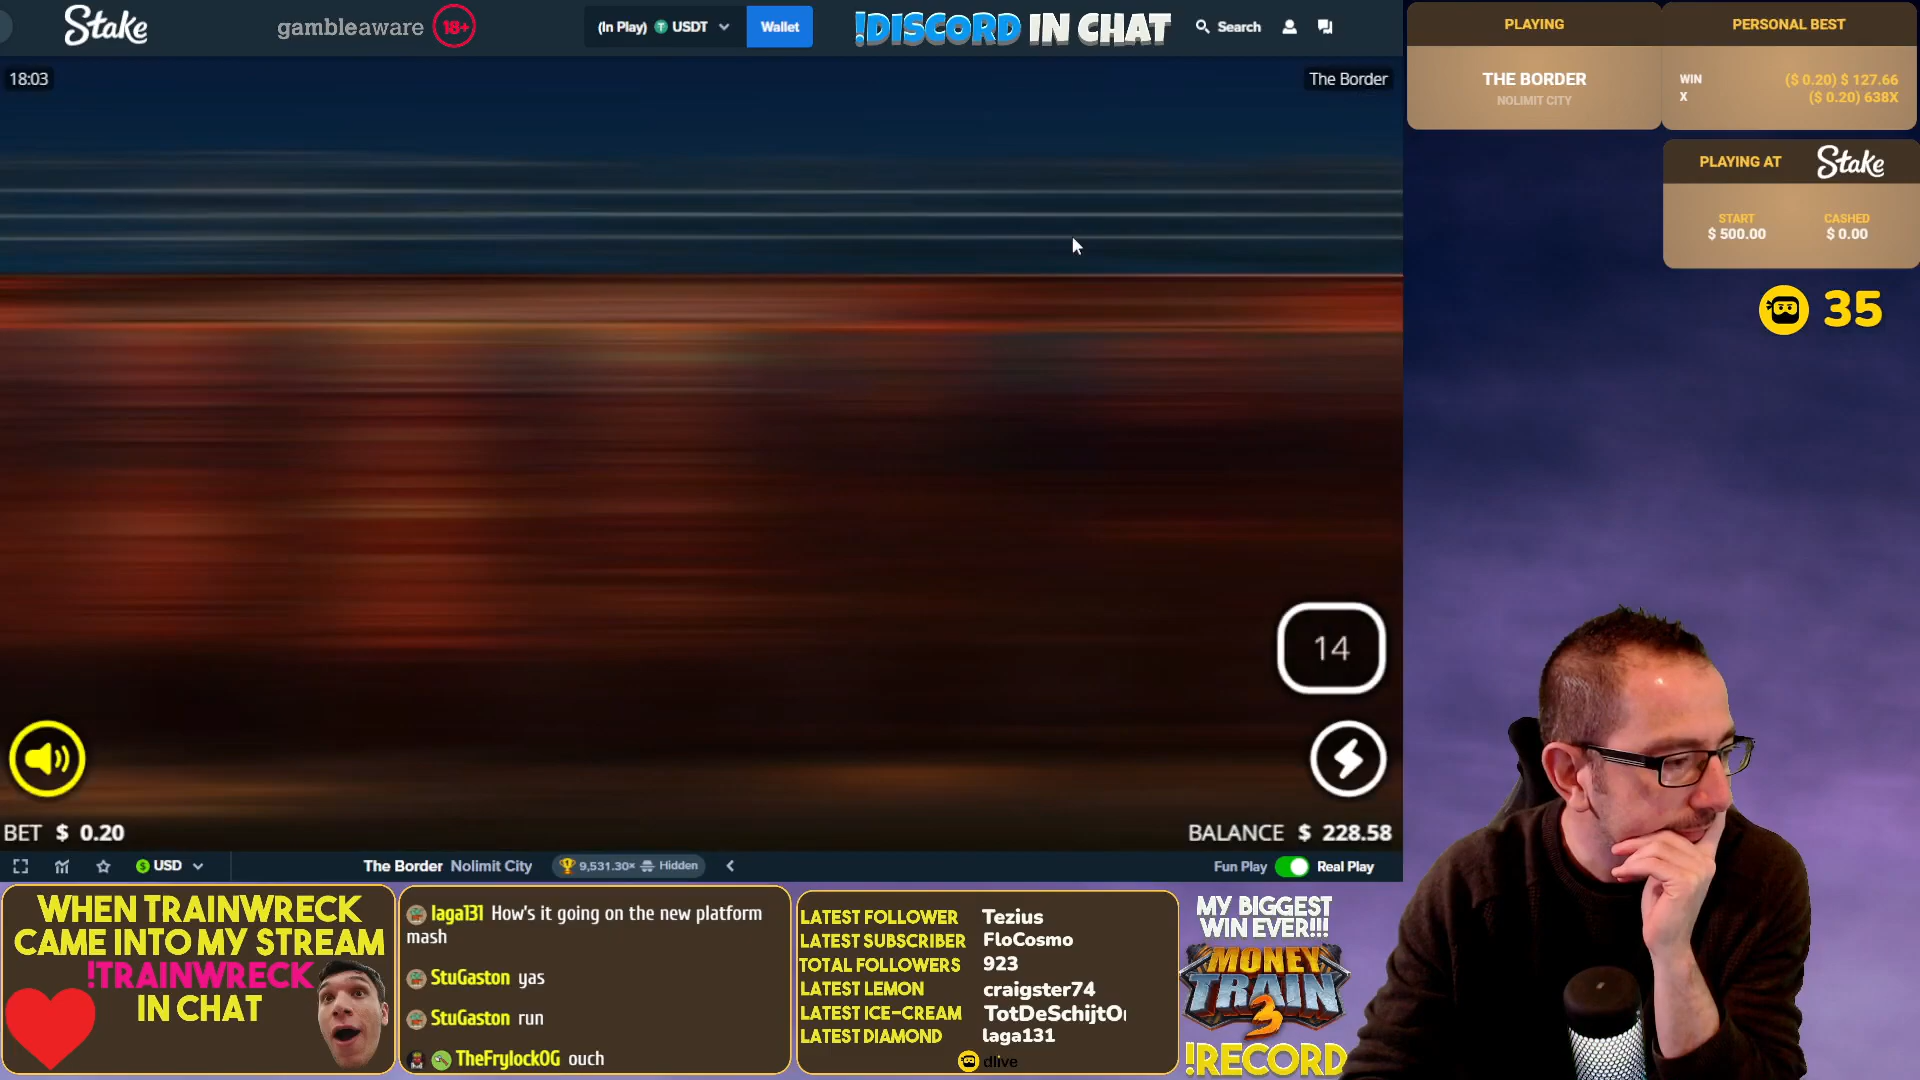 Stake
gambleaware 18+
(In Play) USDT
Wallet
!DISCORD IN CHAT
Search
18:03
The Border
14
BET $ 0.20
BALANCE $ 228.58
USD
The Border Nolimit City
9,531.30× Hidden
Fun Play
Real Play
PLAYING
THE BORDER
NOLIMIT CITY
PERSONAL BEST
WIN ($ 0.20) $ 127.66
X ($ 0.20) 638X
PLAYING AT Stake
START
$ 500.00
CASHED
$ 0.00
35
WHEN TRAINWRECK
CAME INTO MY STREAM
!TRAINWRECK
IN CHAT
laga131 How's it going on the new platform
mash
StuGaston yas
StuGaston run
TheFrylockOG ouch
LATEST FOLLOWER Tezius
LATEST SUBSCRIBER FloCosmo
TOTAL FOLLOWERS 923
LATEST LEMON craigster74
LATEST ICE-CREAM TotDeSchijtO
LATEST DIAMOND laga131
dlive
MY BIGGEST
WIN EVER!!!
MONEY
TRAIN
3
!RECORD